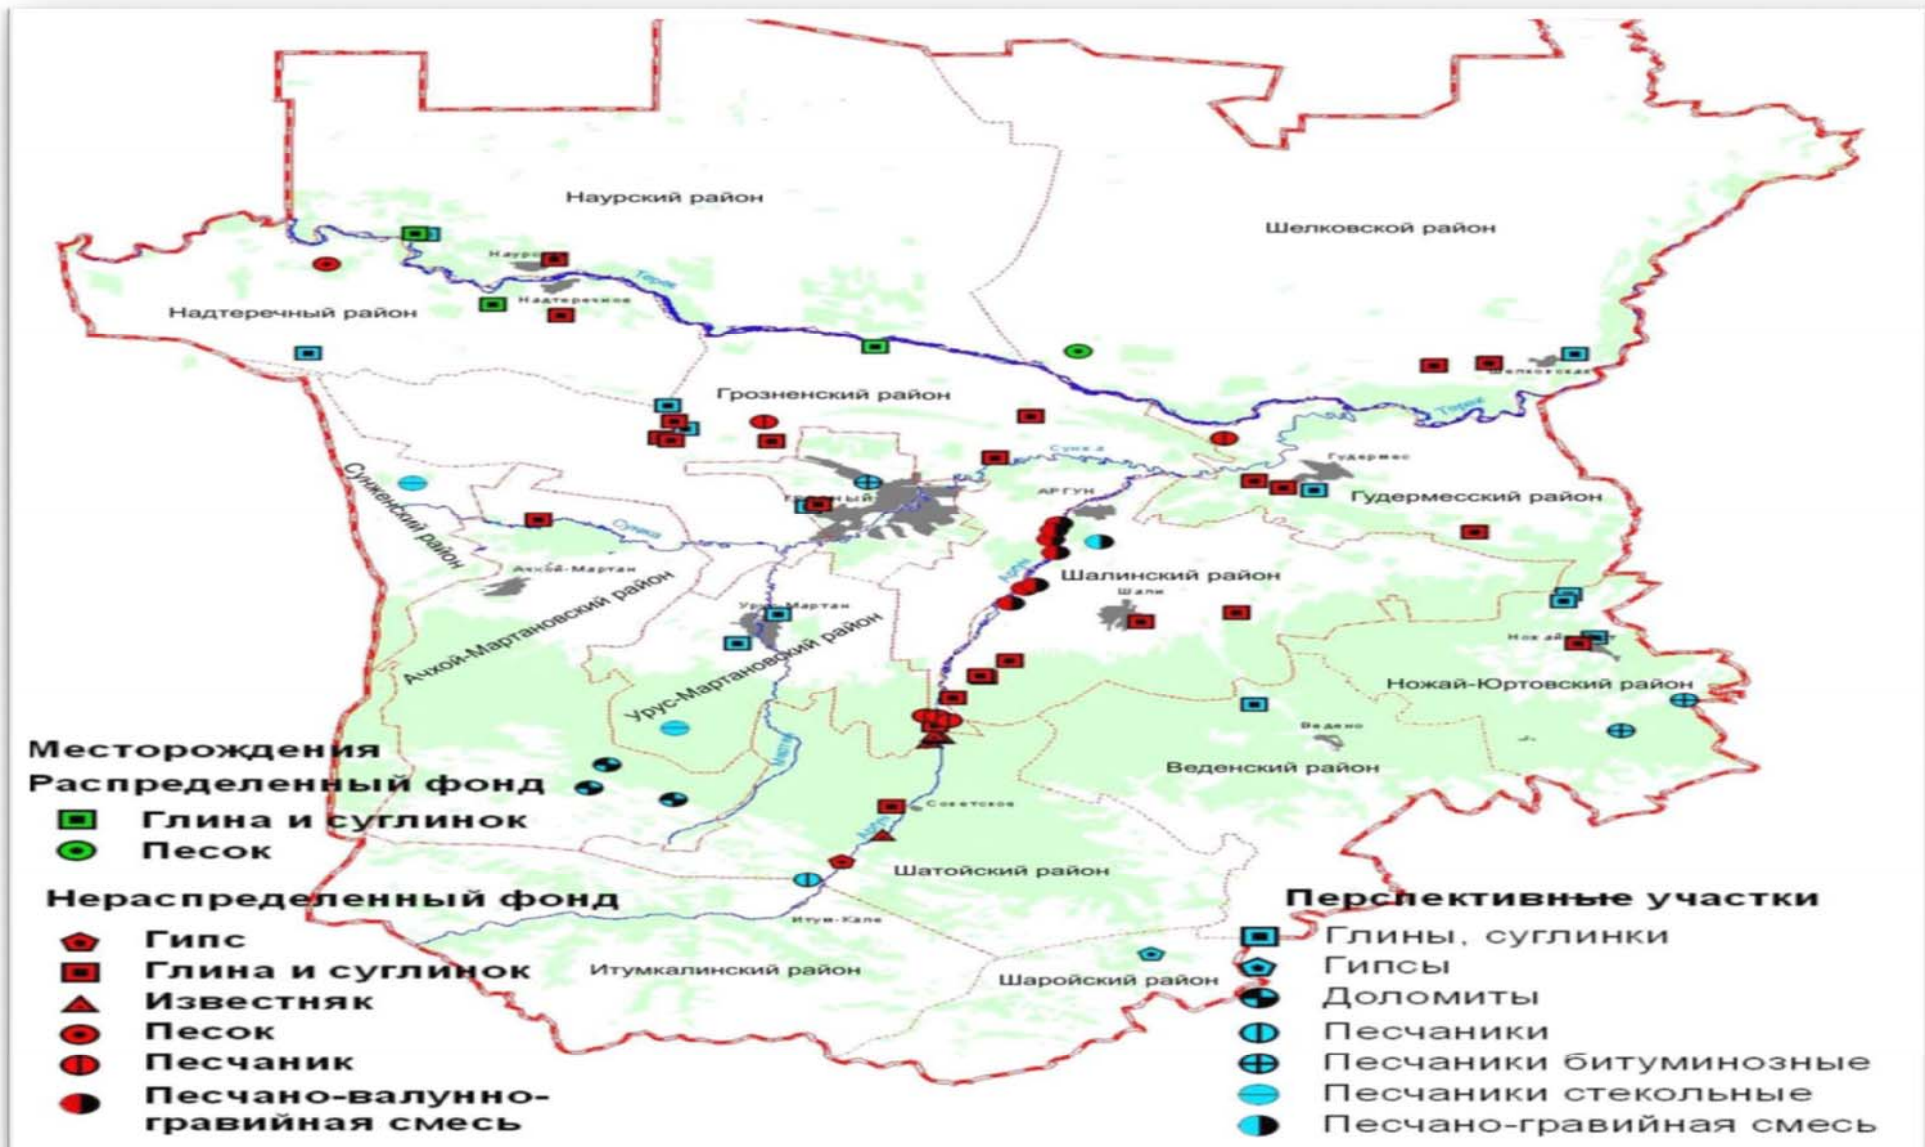 Наурский район
Шелковской район
Терек
Надтеречное
Надтеречный район
Грозненский район
Терек
Сунжа
Гудермес
АРГУН
Гудермесский район
Сунженский район
Сунжа
Ачхой-Мартан
Аргун
Шалинский район
Шали
Урус-Мартан
Ачхой-Мартановский район
Урус-Мартановский район
Ножай-Юртовский район
Ведено
Веденский район
Советское
Аргун
Шатойский район
Итум-Кале
Итумкалинский район
Шаройский район
Месторождения
Распределенный фонд
Глина и суглинок
Песок
Нераспределенный фонд
Гипс
Глина и суглинок
Известняк
Песок
Песчаник
Песчано-валунно-
гравийная смесь
Перспективные участки
Глины, суглинки
Гипсы
Доломиты
Песчаники
Песчаники битуминозные
Песчаники стекольные
Песчано-гравийная смесь